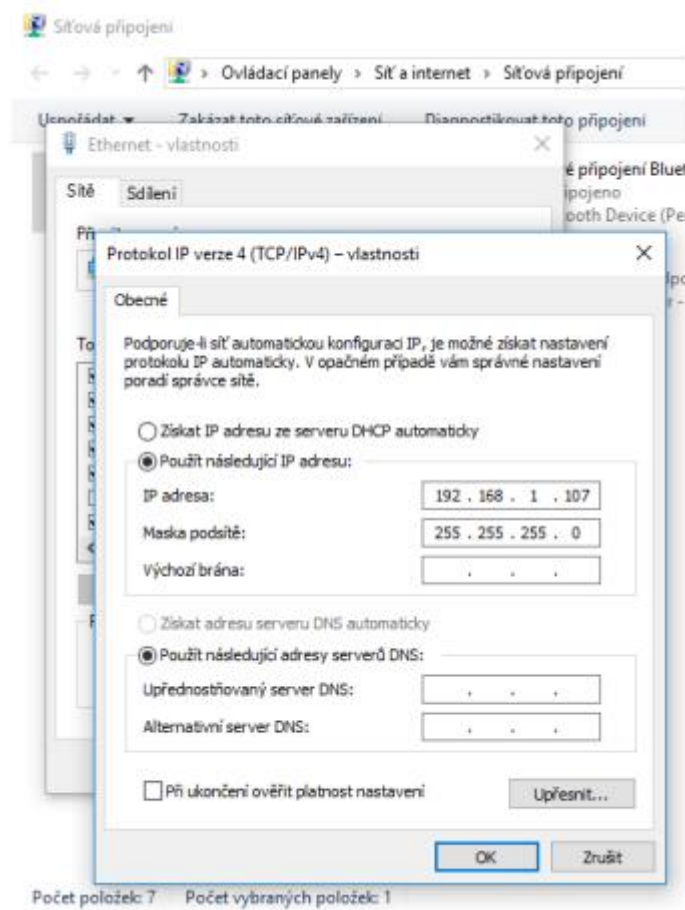 Síťová připojení
Ovládací panely › Síť a internet › Síťová připojení
Uspořádat Zakázat toto síťové zařízení Diagnostikovat toto připojení
Ethernet - vlastnosti
é připojení Bluet
ipojeno
ooth Device (Pe
Sítě Sdílení
Protokol IP verze 4 (TCP/IPv4) – vlastnosti
Obecné
To
Podporuje-li síť automatickou konfiguraci IP, je možné získat nastavení
protokolu IP automaticky. V opačném případě vám správné nastavení
poradí správce sítě.
Získat IP adresu ze serveru DHCP automaticky
Použít následující IP adresu:
IP adresa: 192 . 168 . 1 . 107
Maska podsítě: 255 . 255 . 255 . 0
Výchozí brána: . . .
Získat adresu serveru DNS automaticky
Použít následující adresy serverů DNS:
Upřednostňovaný server DNS: . . .
Alternativní server DNS: . . .
Při ukončení ověřit platnost nastavení
Upřesnit...
OK Zrušit
Počet položek: 7 Počet vybraných položek: 1